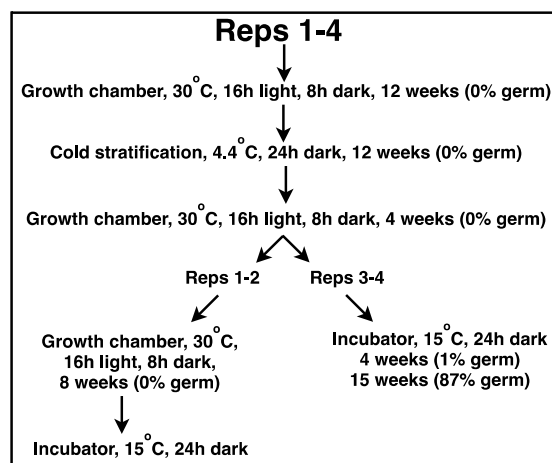 Reps 1-4
Growth chamber, 30°C, 16h light, 8h dark, 12 weeks (0% germ)
Cold stratification, 4.4°C, 24h dark, 12 weeks (0% germ)
Growth chamber, 30°C, 16h light, 8h dark, 4 weeks (0% germ)
Reps 1-2
Reps 3-4
Growth chamber, 30°C,
16h light, 8h dark,
8 weeks (0% germ)
Incubator, 15°C, 24h dark
4 weeks (1% germ)
15 weeks (87% germ)
Incubator, 15°C, 24h dark